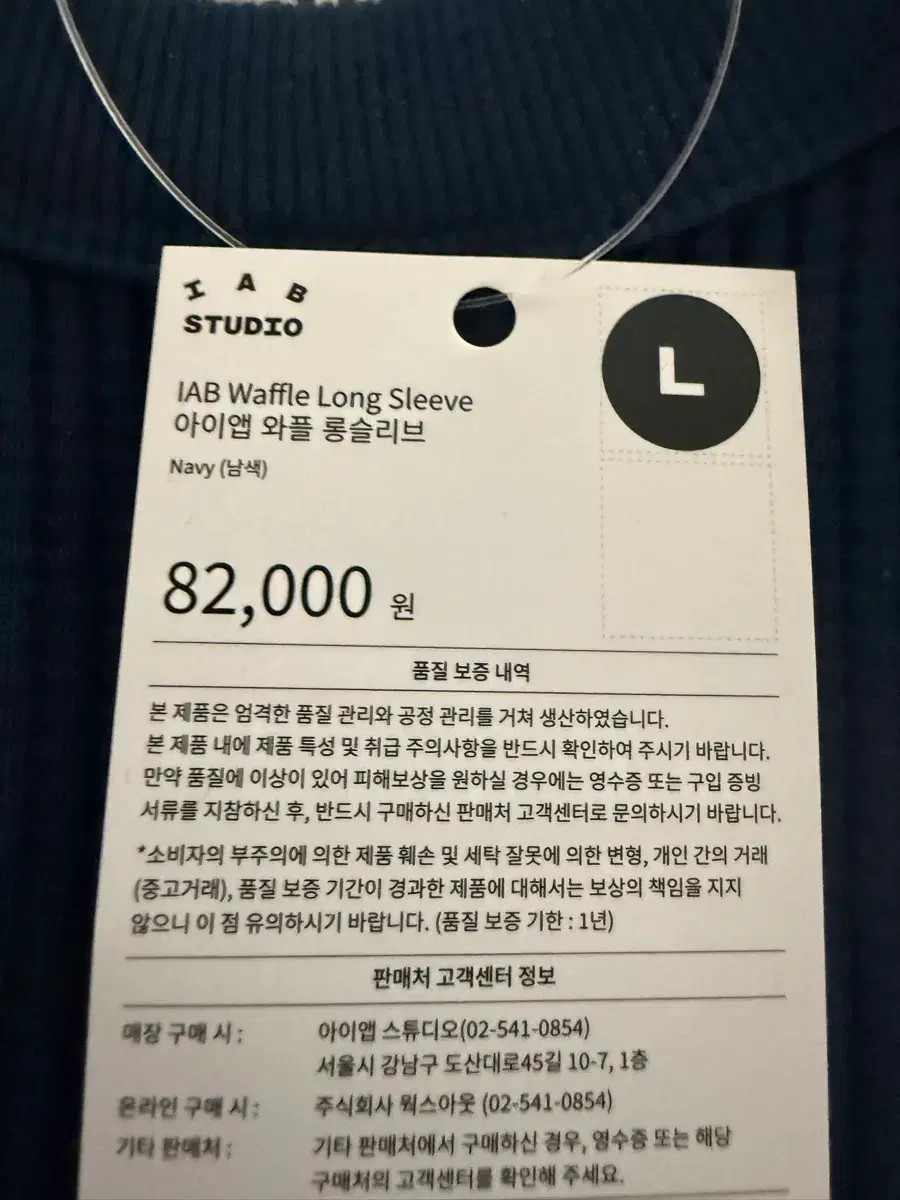 IAB
STUDIO
L
IAB Waffle Long Sleeve
아이앱 와플 롱슬리브
Navy (남색)
82,000 원
품질 보증 내역
본 제품은 엄격한 품질 관리와 공정 관리를 거쳐 생산하였습니다.
본 제품 내에 제품 특성 및 취급 주의사항을 반드시 확인하여 주시기 바랍니다.
만약 품질에 이상이 있어 피해보상을 원하실 경우에는 영수증 또는 구입 증빙
서류를 지참하신 후, 반드시 구매하신 판매처 고객센터로 문의하시기 바랍니다.
*소비자의 부주의에 의한 제품 훼손 및 세탁 잘못에 의한 변형, 개인 간의 거래
(중고거래), 품질 보증 기간이 경과한 제품에 대해서는 보상의 책임을 지지
않으니 이 점 유의하시기 바랍니다. (품질 보증 기한 : 1년)
판매처 고객센터 정보
매장 구매 시 : 아이앱 스튜디오(02-541-0854)
서울시 강남구 도산대로45길 10-7, 1층
온라인 구매 시 : 주식회사 웍스아웃 (02-541-0854)
기타 판매처 : 기타 판매처에서 구매하신 경우, 영수증 또는 해당
구매처의 고객센터를 확인해 주세요.